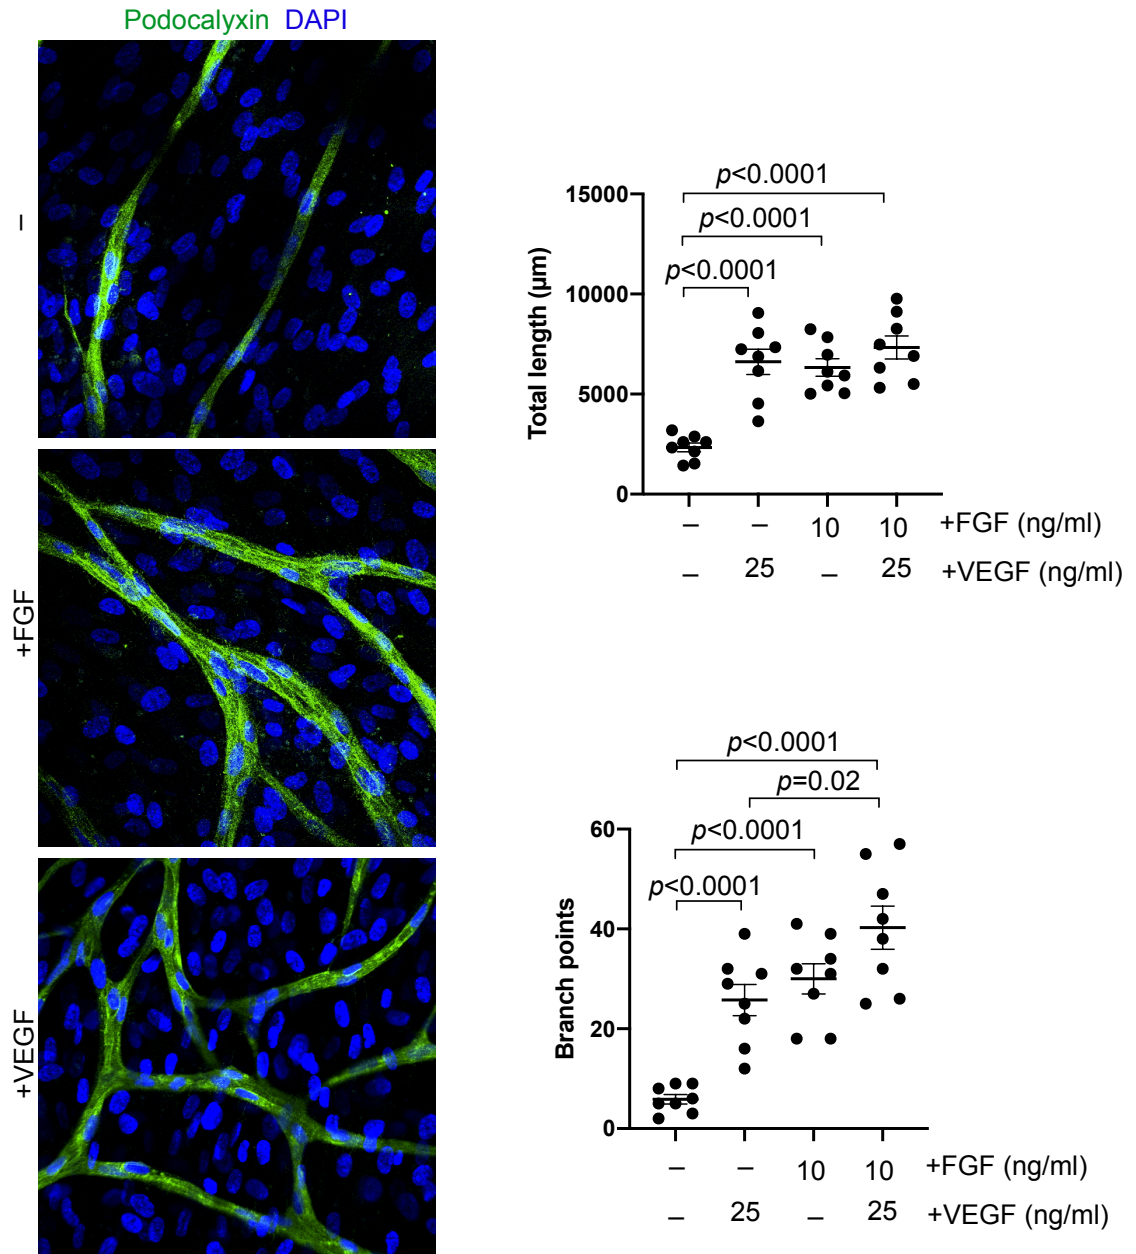 Podocalyxin DAPI
–
+FGF
+VEGF
p<0.0001
p<0.0001
p<0.0001
15000
10000
5000
0
Total length (µm)
– – 10 10 +FGF (ng/ml)
– 25 – 25 +VEGF (ng/ml)
p<0.0001
p=0.02
p<0.0001
p<0.0001
60
40
20
0
Branch points
– – 10 10 +FGF (ng/ml)
– 25 – 25 +VEGF (ng/ml)